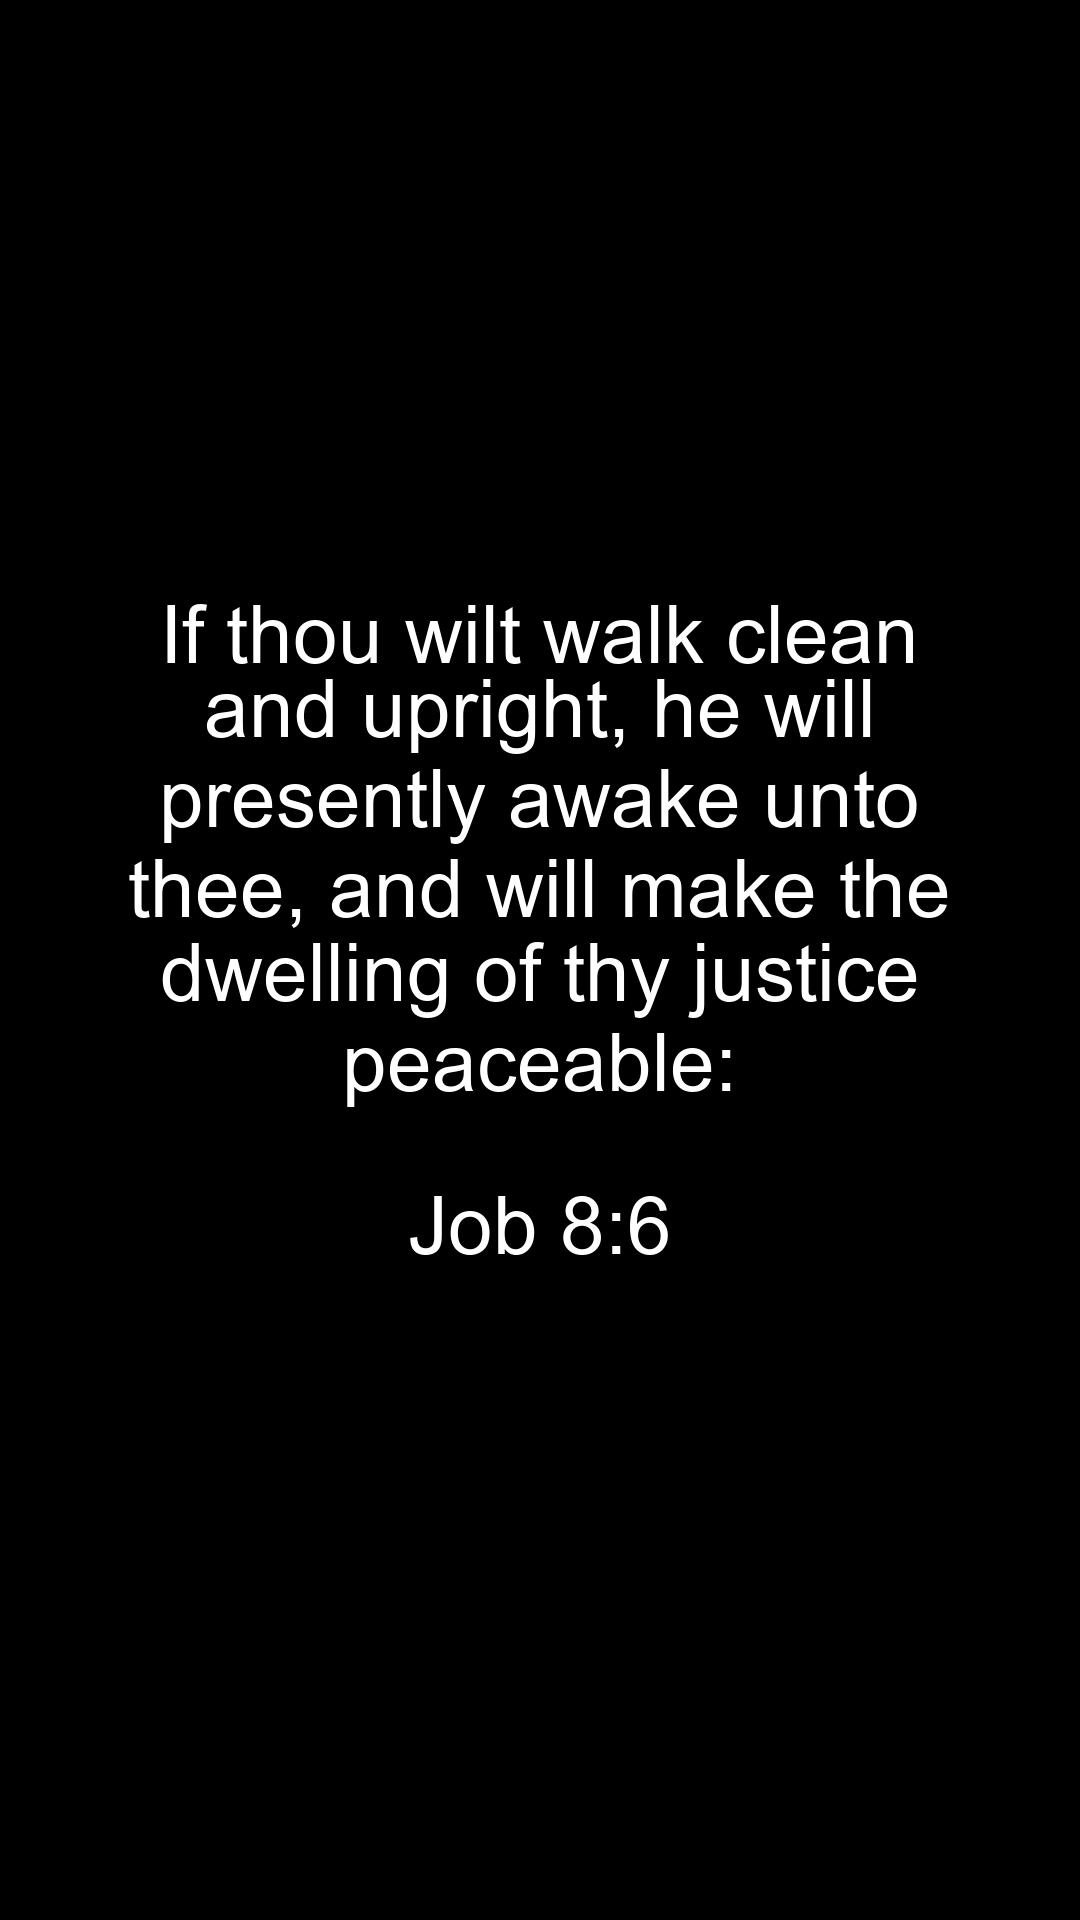 If thou wilt walk clean
and upright, he will
presently awake unto
thee, and will make the
dwelling of thy justice
peaceable:
Job 8:6